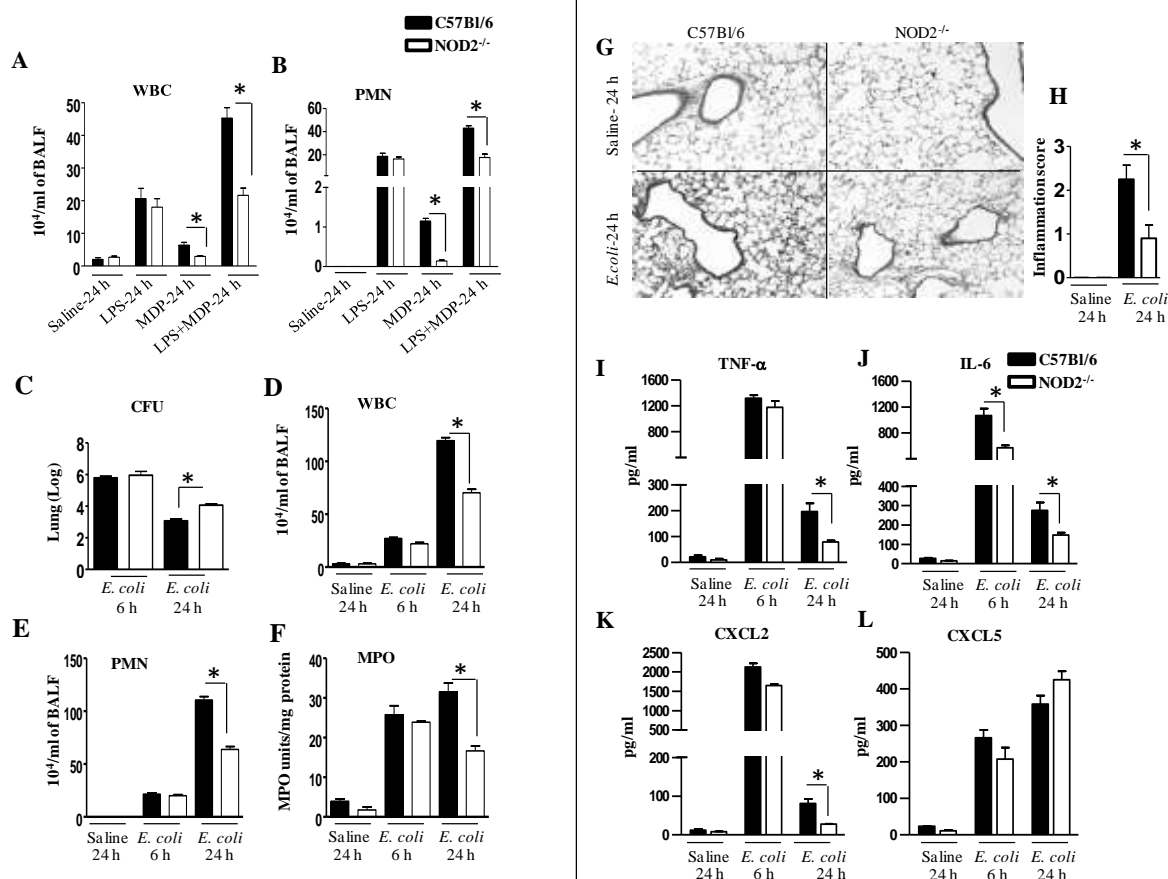 C57Bl/6
NOD2-/-
A
WBC
10⁴/ml of BALF
50
40
30
20
10
0
*
*
Saline-24 h
LPS-24 h
MDP-24 h
LPS+MDP-24 h
B
PMN
10⁴/ml of BALF
60
40
20
2
1
0
*
*
Saline-24 h
LPS-24 h
MDP-24 h
LPS+MDP-24 h
C
CFU
Lung (Log)
8
6
4
2
0
*
E. coli
6 h
E. coli
24 h
D
WBC
10⁴/ml of BALF
150
100
50
0
*
Saline
24 h
E. coli
6 h
E. coli
24 h
E
PMN
10⁴/ml of BALF
150
100
50
0
*
Saline
24 h
E. coli
6 h
E. coli
24 h
F
MPO
MPO units/mg protein
40
30
20
10
0
*
Saline
24 h
E. coli
6 h
E. coli
24 h
G
C57Bl/6
NOD2-/-
Saline- 24 h
E.coli-24 h
H
Inflammation score
3
2
1
0
*
Saline
24 h
E. coli
24 h
C57Bl/6
NOD2-/-
I
TNF-α
pg/ml
1600
1200
800
400
200
100
0
*
Saline
24 h
E. coli
6 h
E. coli
24 h
J
IL-6
pg/ml
1600
1200
800
400
300
200
100
0
*
*
Saline
24 h
E. coli
6 h
E. coli
24 h
K
CXCL2
pg/ml
2500
2000
1500
1000
500
200
100
0
*
Saline
24 h
E. coli
6 h
E. coli
24 h
L
CXCL5
pg/ml
500
400
300
200
100
0
Saline
24 h
E. coli
6 h
E. coli
24 h